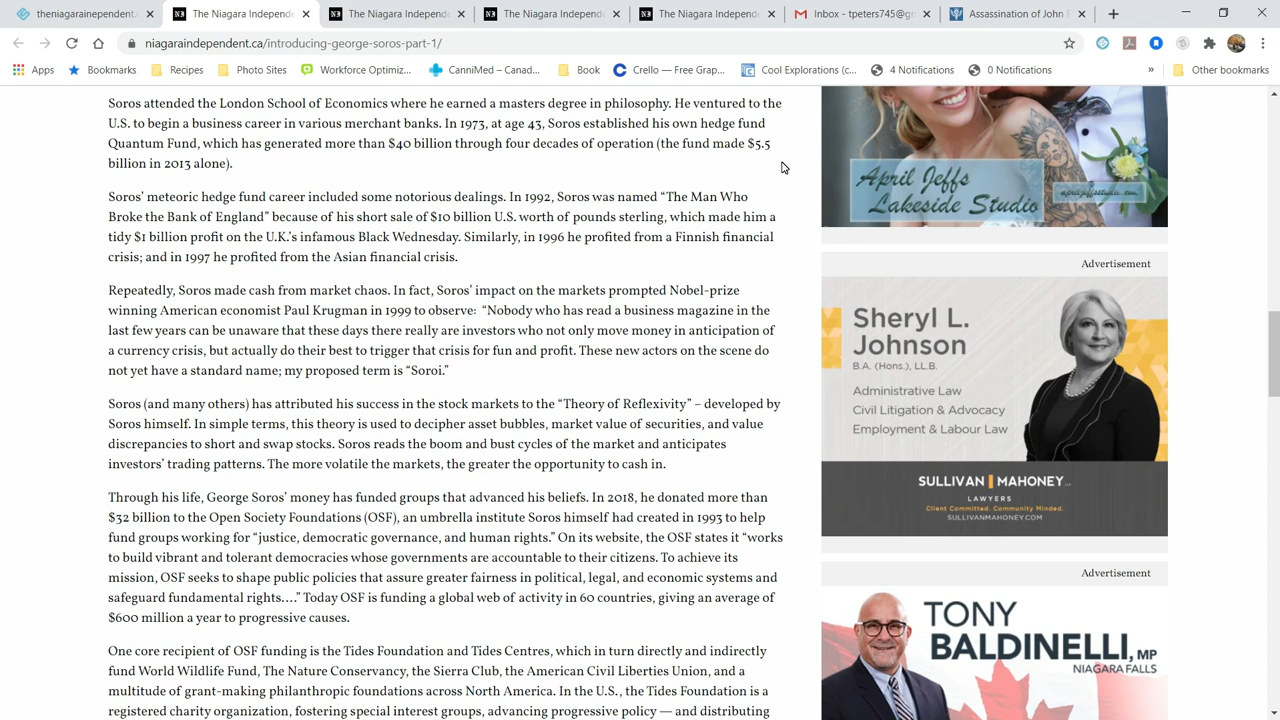 theniagaraindependent.c
The Niagara Independ
The Niagara Independe
The Niagara Independe
The Niagara Independe
Inbox - tpeters745@gm
Assassination of John F
niagaraindependent.ca/introducing-george-soros-part-1/
Apps
Bookmarks
Recipes
Photo Sites
Workforce Optimiz...
CanniMed – Canad...
Book
Crello — Free Grap...
Cool Explorations (c...
4 Notifications
0 Notifications
»
Other bookmarks
Soros attended the London School of Economics where he earned a masters degree in philosophy. He ventured to the
U.S. to begin a business career in various merchant banks. In 1973, at age 43, Soros established his own hedge fund
Quantum Fund, which has generated more than $40 billion through four decades of operation (the fund made $5.5
billion in 2013 alone).
Soros’ meteoric hedge fund career included some notorious dealings. In 1992, Soros was named “The Man Who
Broke the Bank of England” because of his short sale of $10 billion U.S. worth of pounds sterling, which made him a
tidy $1 billion profit on the U.K.’s infamous Black Wednesday. Similarly, in 1996 he profited from a Finnish financial
crisis; and in 1997 he profited from the Asian financial crisis.
Repeatedly, Soros made cash from market chaos. In fact, Soros’ impact on the markets prompted Nobel-prize
winning American economist Paul Krugman in 1999 to observe: “Nobody who has read a business magazine in the
last few years can be unaware that these days there really are investors who not only move money in anticipation of
a currency crisis, but actually do their best to trigger that crisis for fun and profit. These new actors on the scene do
not yet have a standard name; my proposed term is “Soroi.”
Soros (and many others) has attributed his success in the stock markets to the “Theory of Reflexivity” – developed by
Soros himself. In simple terms, this theory is used to decipher asset bubbles, market value of securities, and value
discrepancies to short and swap stocks. Soros reads the boom and bust cycles of the market and anticipates
investors’ trading patterns. The more volatile the markets, the greater the opportunity to cash in.
Through his life, George Soros’ money has funded groups that advanced his beliefs. In 2018, he donated more than
$32 billion to the Open Society Foundations (OSF), an umbrella institute Soros himself had created in 1993 to help
fund groups working for “justice, democratic governance, and human rights.” On its website, the OSF states it “works
to build vibrant and tolerant democracies whose governments are accountable to their citizens. To achieve its
mission, OSF seeks to shape public policies that assure greater fairness in political, legal, and economic systems and
safeguard fundamental rights....” Today OSF is funding a global web of activity in 60 countries, giving an average of
$600 million a year to progressive causes.
One core recipient of OSF funding is the Tides Foundation and Tides Centres, which in turn directly and indirectly
fund World Wildlife Fund, The Nature Conservancy, Sierra Club, the American Civil Liberties Union, and a
multitude of grant-making philanthropic foundations across North America. In the U.S., the Tides Foundation is a
registered charity organization, fostering special interest groups, advancing progressive policy — and distributing
April Jeffs
Lakeside Studio
apriljeffsstudio.com
Advertisement
Sheryl L.
Johnson
B.A. (Hons.), LL.B.
Administrative Law
Civil Litigation & Advocacy
Employment & Labour Law
SULLIVAN MAHONEY LLP
LAWYERS
Client Committed. Community Minded.
SULLIVANMAHONEY.COM
Advertisement
TONY
BALDINELLI, MP
NIAGARA FALLS